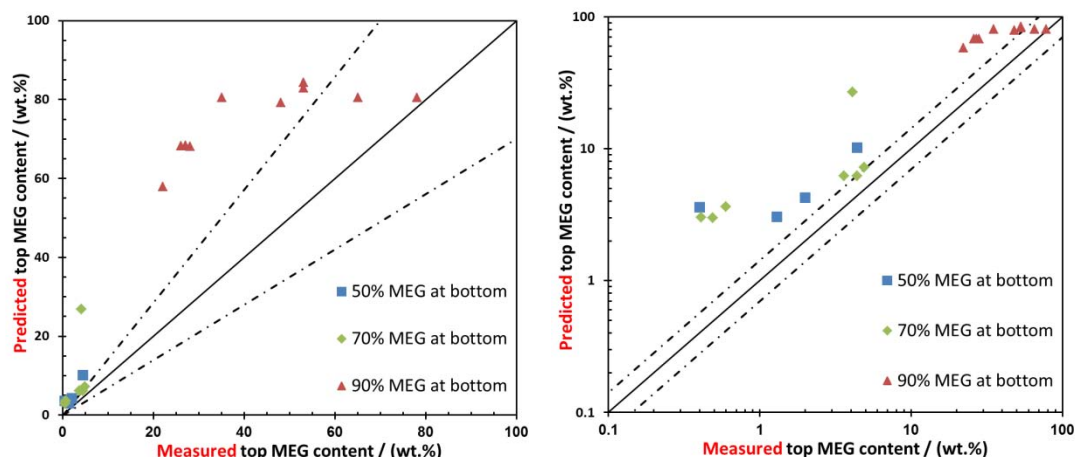 100
80
60
40
20
0
Predicted top MEG content / (wt.%)
50% MEG at bottom
70% MEG at bottom
90% MEG at bottom
0 20 40 60 80 100
Measured top MEG content / (wt.%)
100
10
1
0.1
Predicted top MEG content / (wt.%)
50% MEG at bottom
70% MEG at bottom
90% MEG at bottom
0.1 1 10 100
Measured top MEG content / (wt.%)